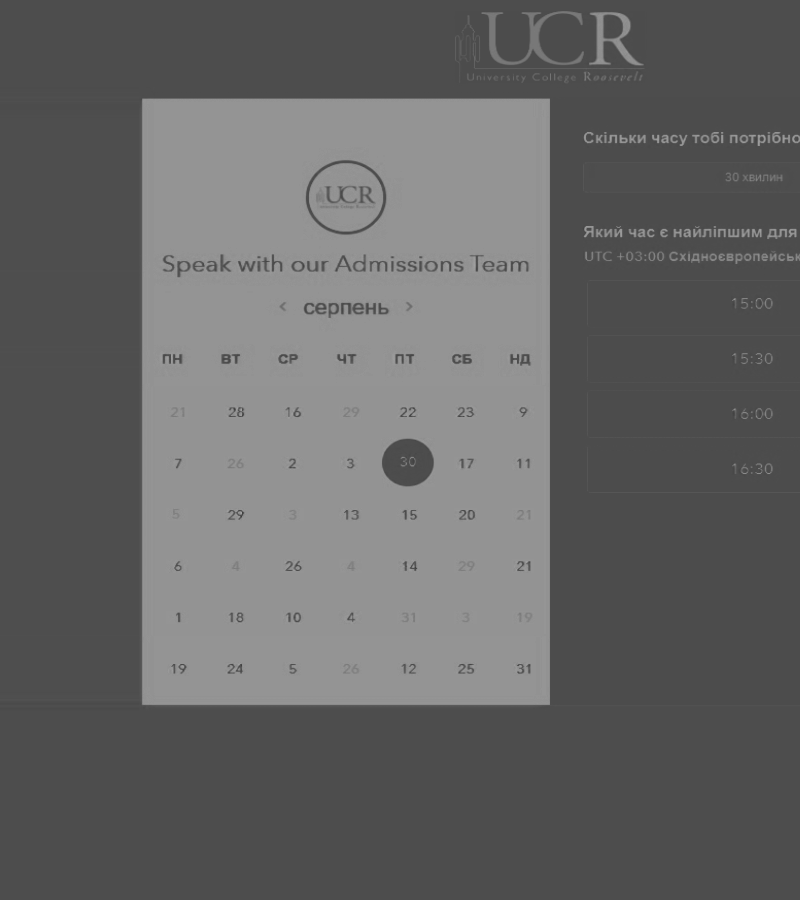 UCR
University College Roosevelt
UCR
Speak with our Admissions Team
< серпень >
ПН ВТ СР ЧТ ПТ СБ НД
21 28 16 29 22 23 9
7 26 2 3 30 17 11
5 29 3 13 15 20 21
6 4 26 4 14 29 21
1 18 10 4 31 3 19
19 24 5 26 12 25 31
Скільки часу тобі потрібно
30 хвилин
Який час є найліпшим для
UTC +03:00 Східноєвропейськ
15:00
15:30
16:00
16:30